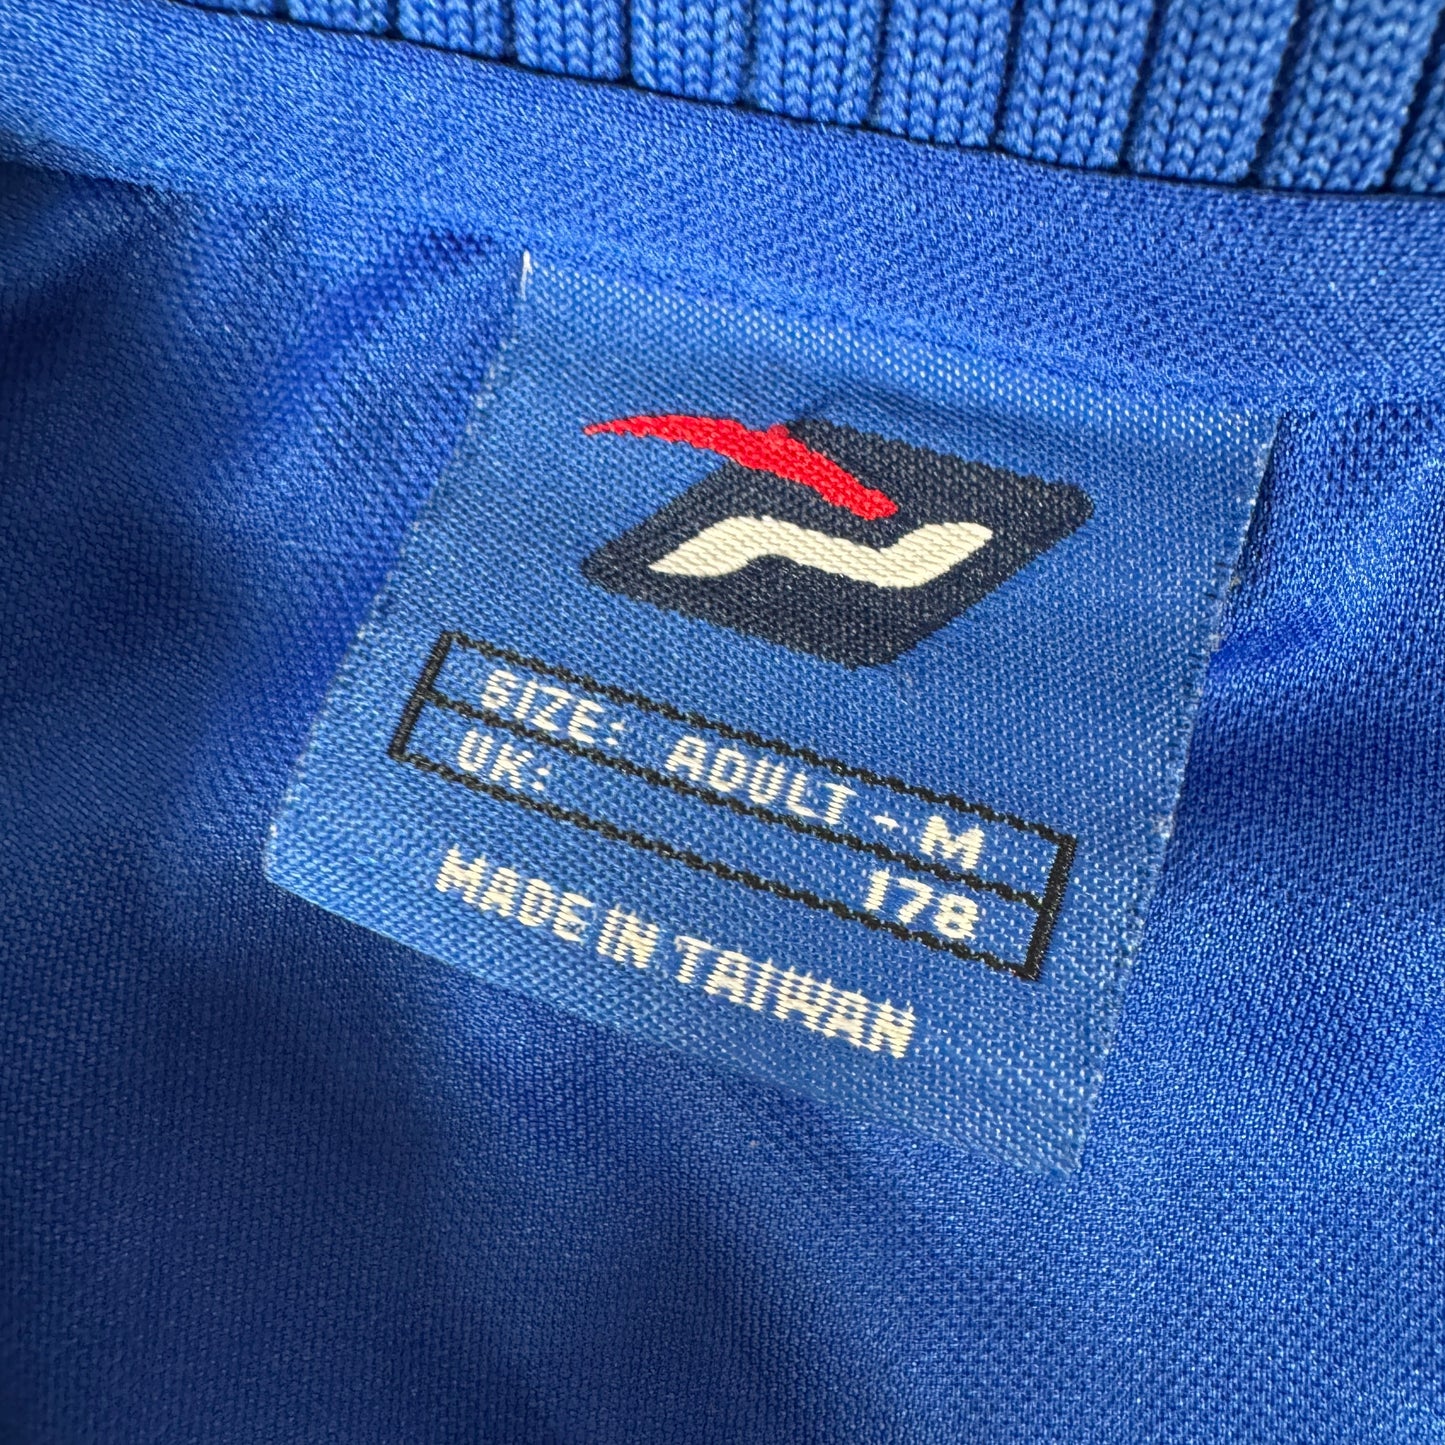 SIZE: ADULT - M
UK: 178
MADE IN TAIWAN